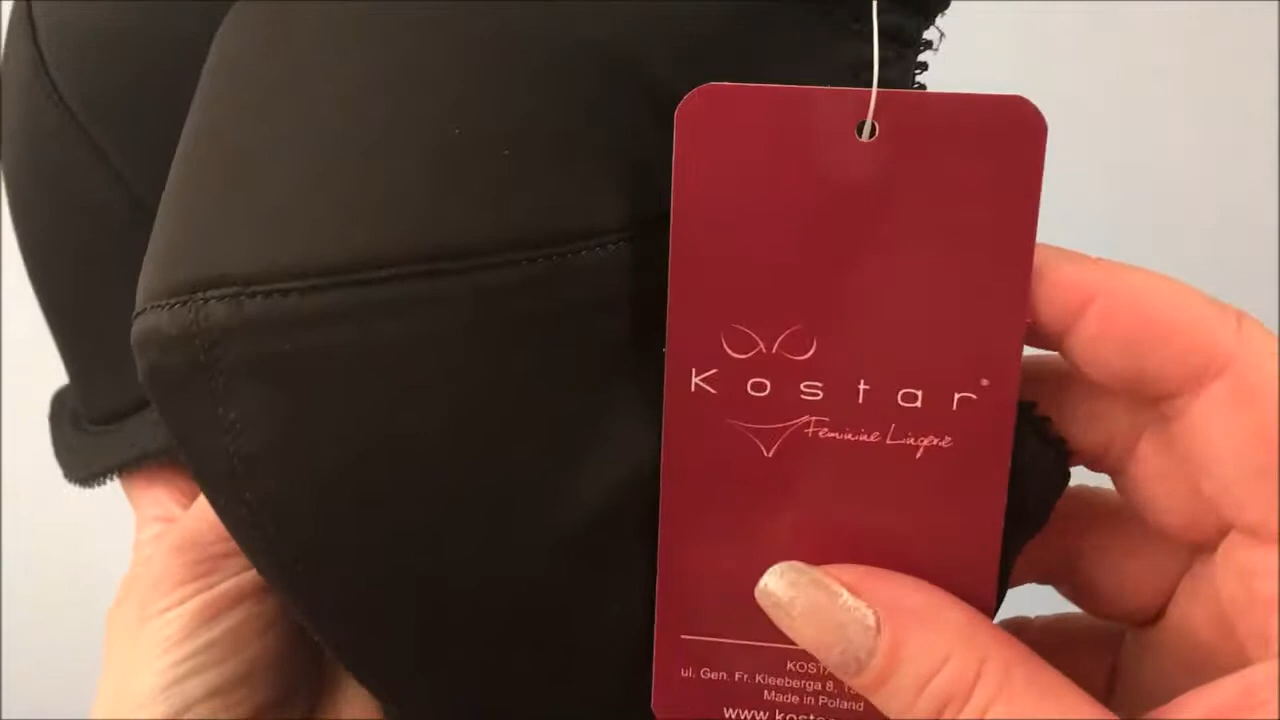 Kostar®
Feminine Lingerie
ul. Gen. Fr. Kleeberga 8,
Made in Poland